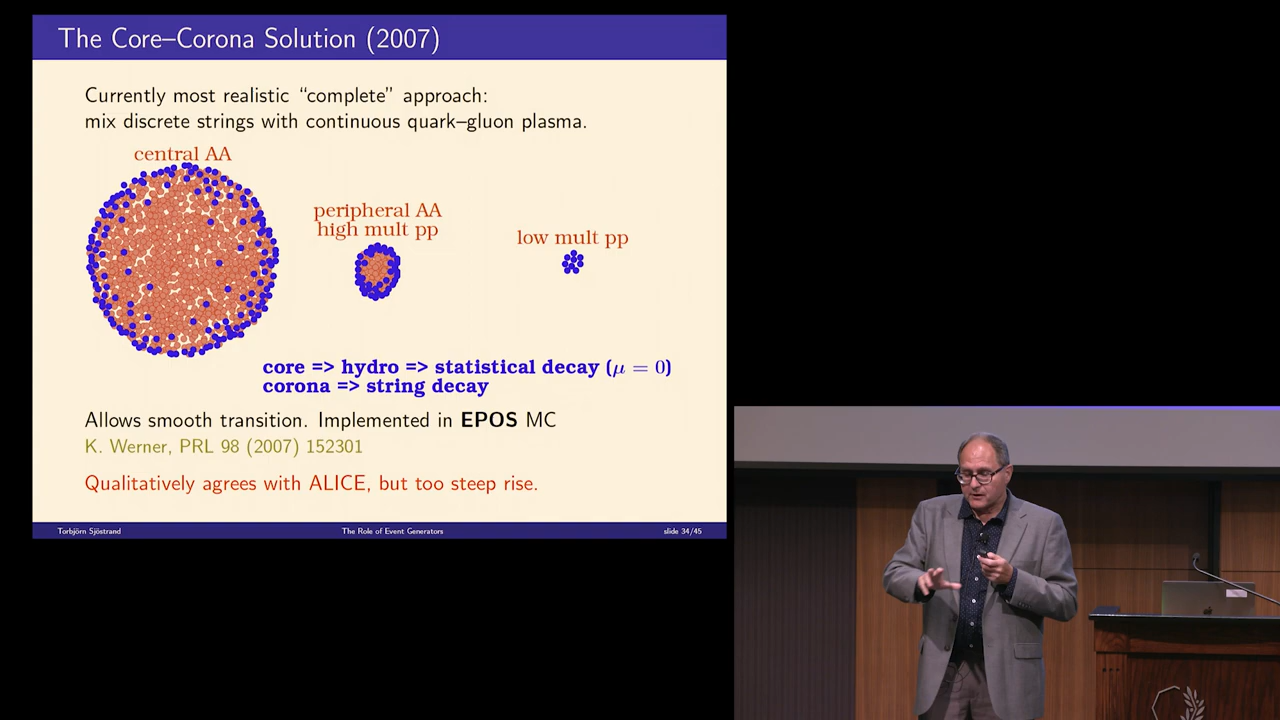 The Core–Corona Solution (2007)
Currently most realistic “complete” approach:
mix discrete strings with continuous quark–gluon plasma.
central AA
peripheral AA
high mult pp
low mult pp
core => hydro => statistical decay (μ = 0)
corona => string decay
Allows smooth transition. Implemented in EPOS MC
K. Werner, PRL 98 (2007) 152301
Qualitatively agrees with ALICE, but too steep rise.
Torbjörn Sjöstrand The Role of Event Generators slide 34/45